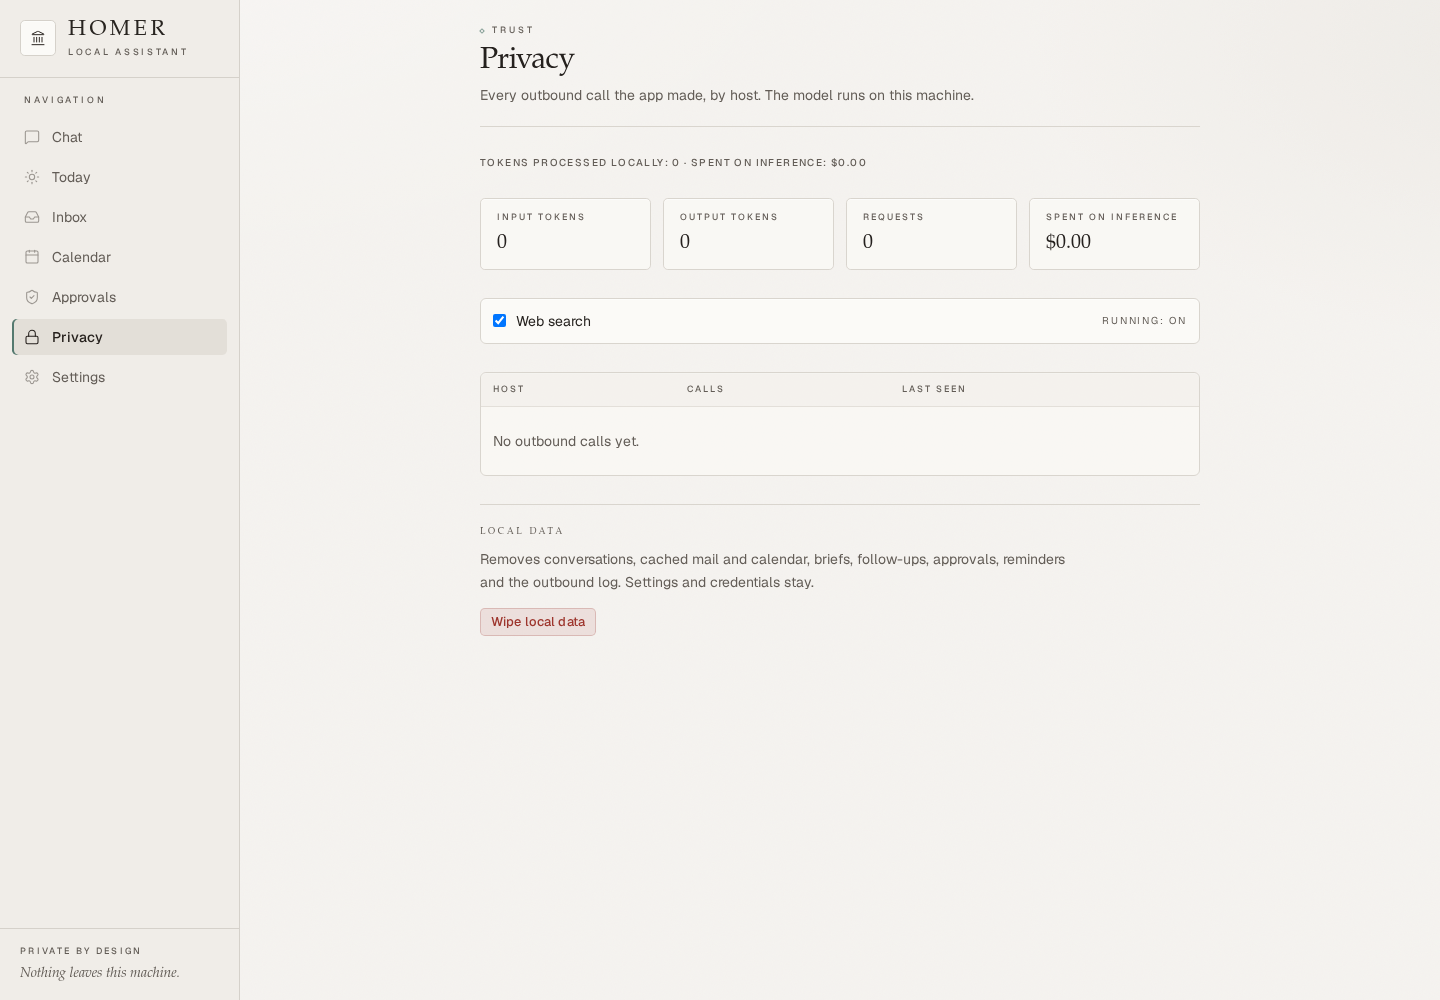 HOMER
LOCAL ASSISTANT
NAVIGATION
Chat
Today
Inbox
Calendar
Approvals
Privacy
Settings
PRIVATE BY DESIGN
Nothing leaves this machine.
TRUST
Privacy
Every outbound call the app made, by host. The model runs on this machine.
TOKENS PROCESSED LOCALLY: 0 · SPENT ON INFERENCE: $0.00
INPUT TOKENS
0
OUTPUT TOKENS
0
REQUESTS
0
SPENT ON INFERENCE
$0.00
Web search
RUNNING: ON
HOST CALLS LAST SEEN
No outbound calls yet.
LOCAL DATA
Removes conversations, cached mail and calendar, briefs, follow-ups, approvals, reminders
and the outbound log. Settings and credentials stay.
Wipe local data